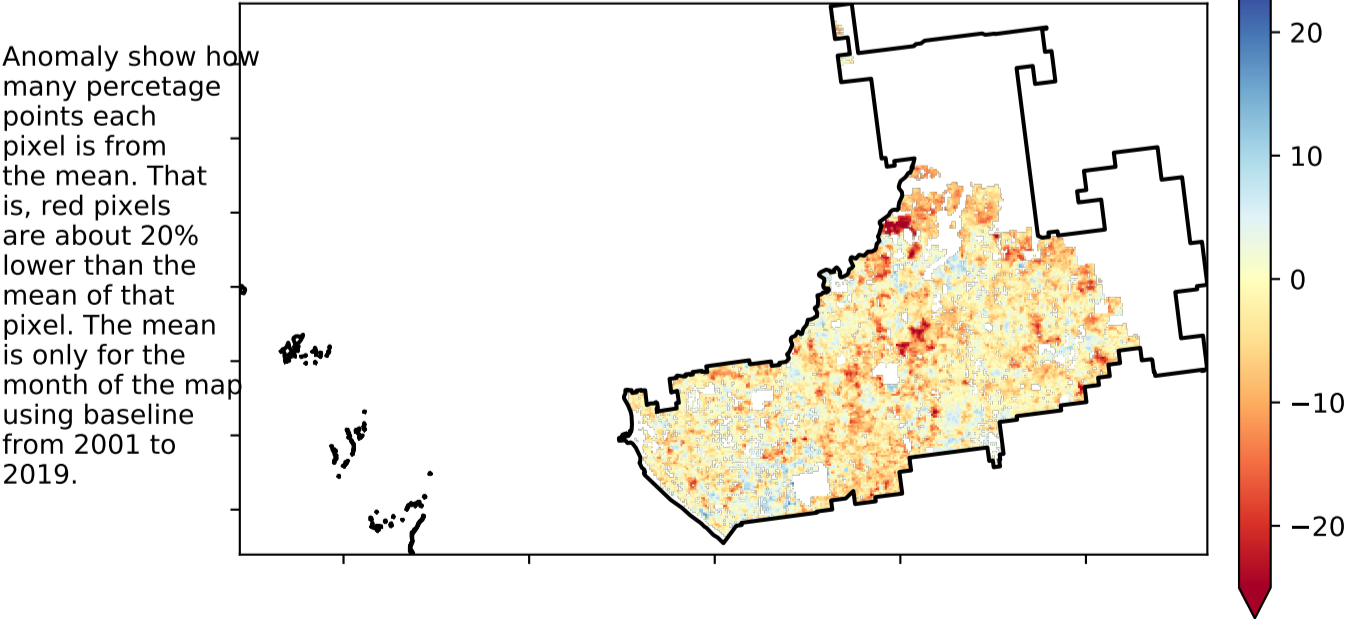 Anomaly show how
many percetage
points each
pixel is from
the mean. That
is, red pixels
are about 20%
lower than the
mean of that
pixel. The mean
is only for the
month of the map
using baseline
from 2001 to
2019.
20
10
0
−10
−20